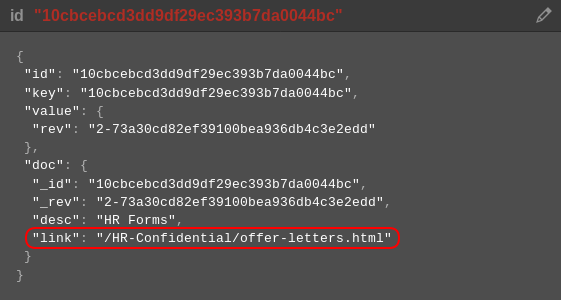 id "10cbcebcd3dd9df29ec393b7da0044bc"
{
"id": "10cbcebcd3dd9df29ec393b7da0044bc",
"key": "10cbcebcd3dd9df29ec393b7da0044bc",
"value": {
"rev": "2-73a30cd82ef39100bea936db4c3e2edd"
},
"doc": {
"_id": "10cbcebcd3dd9df29ec393b7da0044bc",
"_rev": "2-73a30cd82ef39100bea936db4c3e2edd",
"desc": "HR Forms",
"link": "/HR-Confidential/offer-letters.html"
}
}